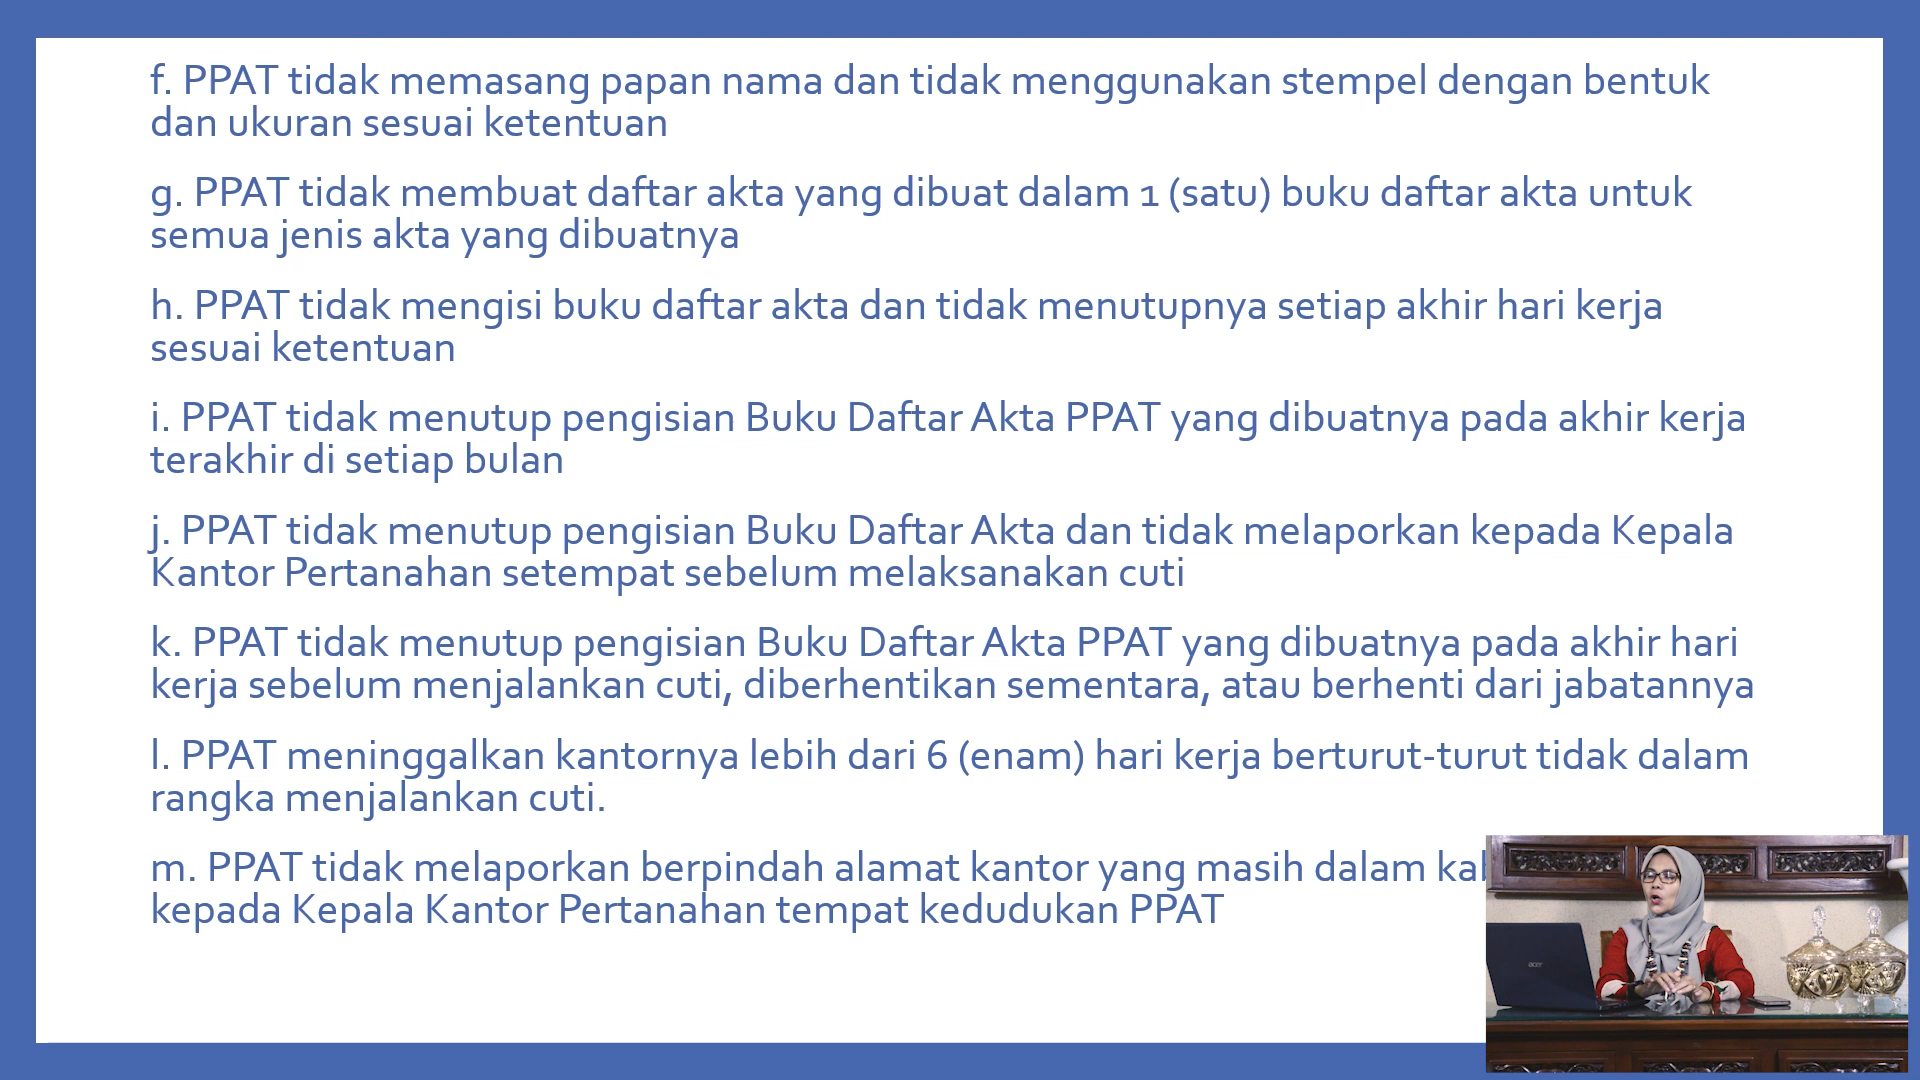 f. PPAT tidak memasang papan nama dan tidak menggunakan stempel dengan bentuk
dan ukuran sesuai ketentuan
g. PPAT tidak membuat daftar akta yang dibuat dalam 1 (satu) buku daftar akta untuk
semua jenis akta yang dibuatnya
h. PPAT tidak mengisi buku daftar akta dan tidak menutupnya setiap akhir hari kerja
sesuai ketentuan
i. PPAT tidak menutup pengisian Buku Daftar Akta PPAT yang dibuatnya pada akhir kerja
terakhir di setiap bulan
j. PPAT tidak menutup pengisian Buku Daftar Akta dan tidak melaporkan kepada Kepala
Kantor Pertanahan setempat sebelum melaksanakan cuti
k. PPAT tidak menutup pengisian Buku Daftar Akta PPAT yang dibuatnya pada akhir hari
kerja sebelum menjalankan cuti, diberhentikan sementara, atau berhenti dari jabatannya
l. PPAT meninggalkan kantornya lebih dari 6 (enam) hari kerja berturut-turut tidak dalam
rangka menjalankan cuti.
m. PPAT tidak melaporkan berpindah alamat kantor yang masih dalam
kepada Kepala Kantor Pertanahan tempat kedudukan PPAT
acer